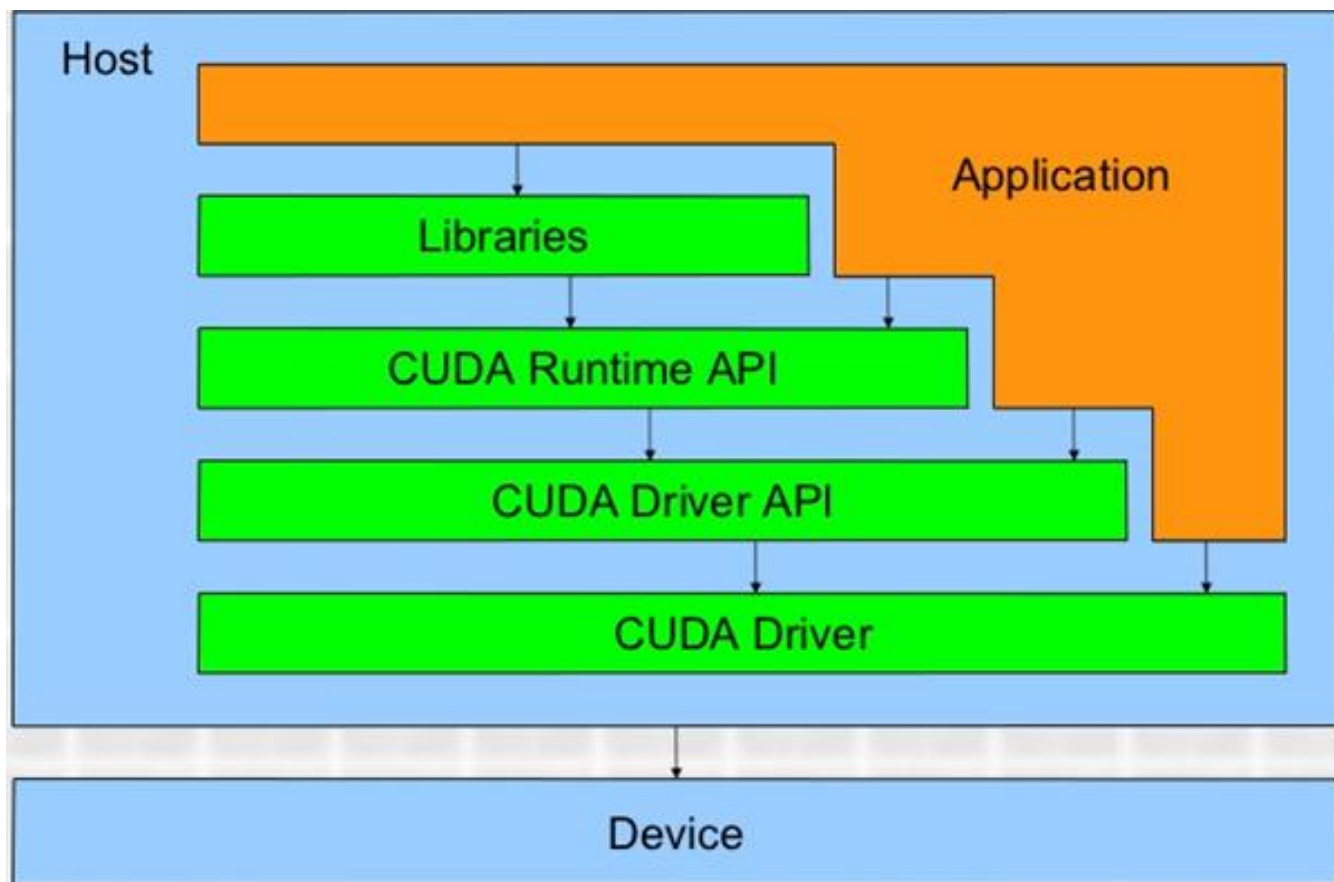 Host
Application
Libraries
CUDA Runtime API
CUDA Driver API
CUDA Driver
Device